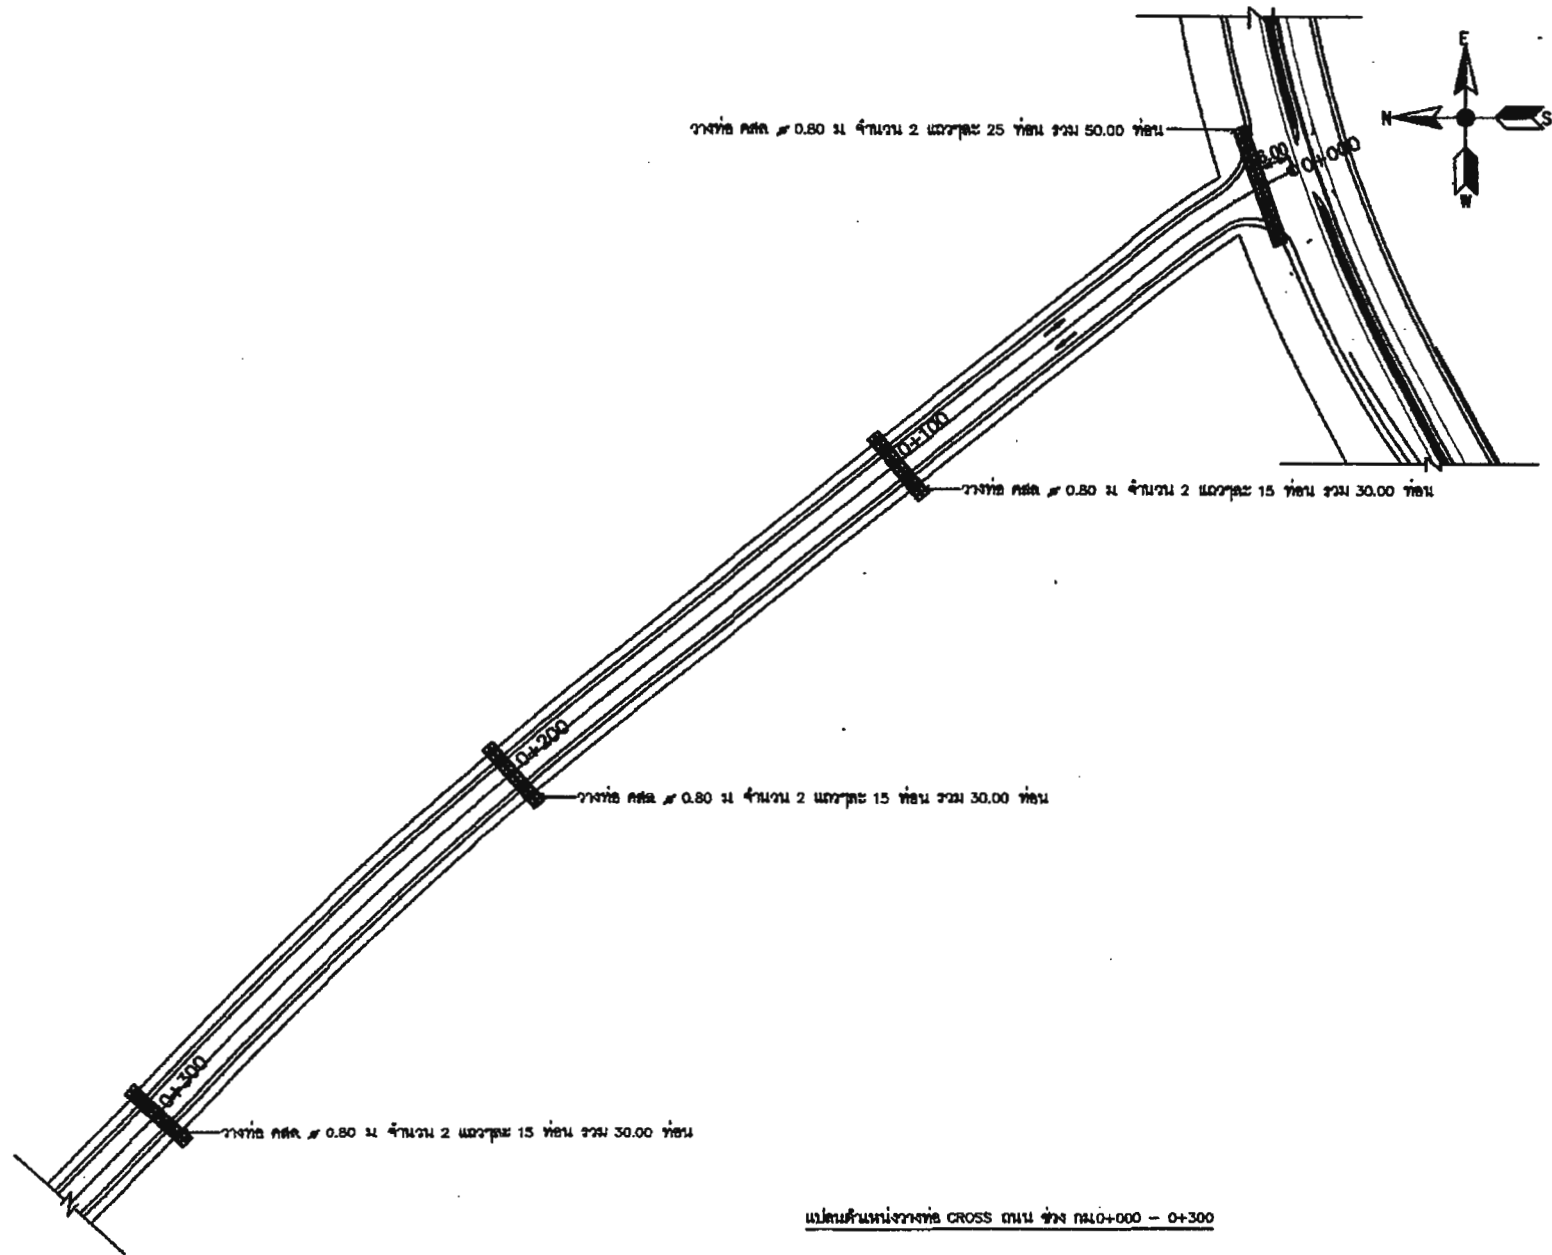 E
N
S
W
วางท่อ คสล ⌀ 0.80 ม จำนวน 2 แถวๆละ 25 ท่อน รวม 50.00 ท่อน
6.00
0+000
0+100
วางท่อ คสล ⌀ 0.80 ม จำนวน 2 แถวๆละ 15 ท่อน รวม 30.00 ท่อน
0+200
วางท่อ คสล ⌀ 0.80 ม จำนวน 2 แถวๆละ 15 ท่อน รวม 30.00 ท่อน
0+300
วางท่อ คสล ⌀ 0.80 ม จำนวน 2 แถวๆละ 15 ท่อน รวม 30.00 ท่อน
แปลนตำแหน่งวางท่อ CROSS ถนน ช่วง กม.0+000 - 0+300